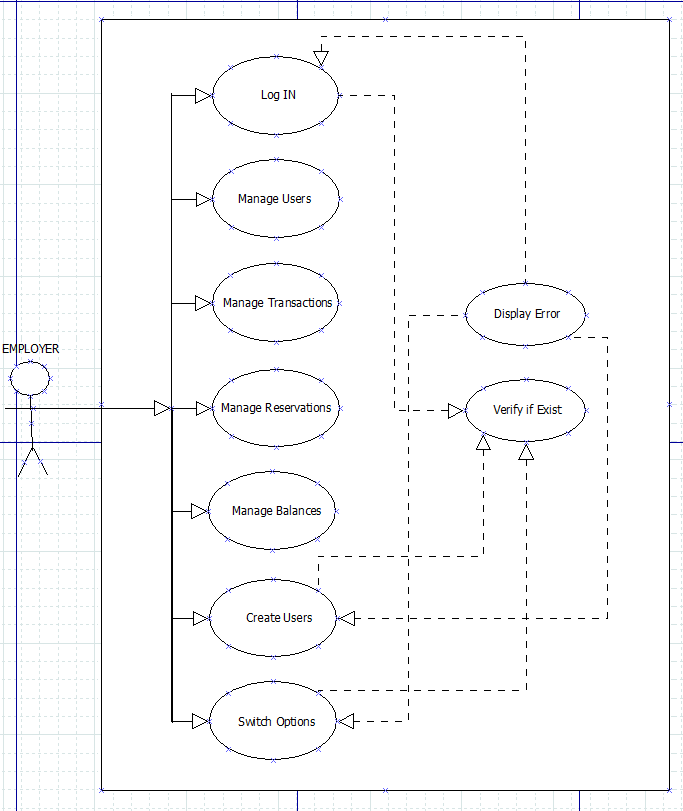 Log IN
Manage Users
Manage Transactions
Display Error
EMPLOYER
Manage Reservations
Verify if Exist
Manage Balances
Create Users
Switch Options